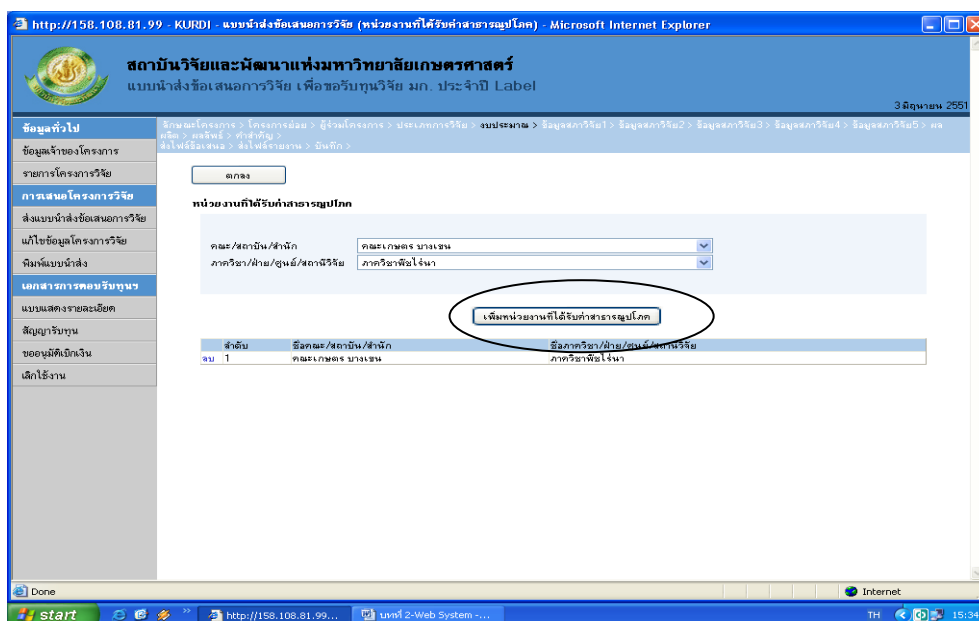 http://158.108.81.99 - KURDI - แบบนำส่งข้อเสนอการวิจัย (หน่วยงานที่ได้รับค่าสาธารณูปโภค) - Microsoft Internet Explorer
สถาบันวิจัยและพัฒนาแห่งมหาวิทยาลัยเกษตรศาสตร์
แบบนำส่งข้อเสนอการวิจัย เพื่อขอรับทุนวิจัย มก. ประจำปี Label
3 มิถุนายน 2551
ลักษณะโครงการ > โครงการย่อย > ผู้ร่วมโครงการ > ประเภทการวิจัย > งบประมาณ > ข้อมูลสภาวิจัย1 > ข้อมูลสภาวิจัย2 > ข้อมูลสภาวิจัย3 > ข้อมูลสภาวิจัย4 > ข้อมูลสภาวิจัย5 > ผล
ผลิต > ผลลัพธ์ > คำสำคัญ >
ส่งไฟล์ข้อเสนอ > ส่งไฟล์รายงาน > บันทึก >
ข้อมูลทั่วไป
ข้อมูลเจ้าของโครงการ
รายการโครงการวิจัย
การเสนอโครงการวิจัย
ส่งแบบนำส่งข้อเสนอการวิจัย
แก้ไขข้อมูลโครงการวิจัย
พิมพ์แบบนำส่ง
เอกสารการตอบรับทุนฯ
แบบแสดงรายละเอียด
สัญญารับทุน
ขออนุมัติเบิกเงิน
เลิกใช้งาน
ตกลง
หน่วยงานที่ได้รับค่าสาธารณูปโภค
คณะ/สถาบัน/สำนัก คณะเกษตร บางเขน
ภาควิชา/ฝ่าย/ศูนย์/สถานีวิจัย ภาควิชาพืชไร่นา
เพิ่มหน่วยงานที่ได้รับค่าสาธารณูปโภค
ลำดับ ชื่อคณะ/สถาบัน/สำนัก ชื่อภาควิชา/ฝ่าย/ศูนย์/สถานีวิจัย
ลบ 1 คณะเกษตร บางเขน ภาควิชาพืชไร่นา
Done Internet
start http://158.108.81.99... บทที่ 2-Web System -... TH 15:34